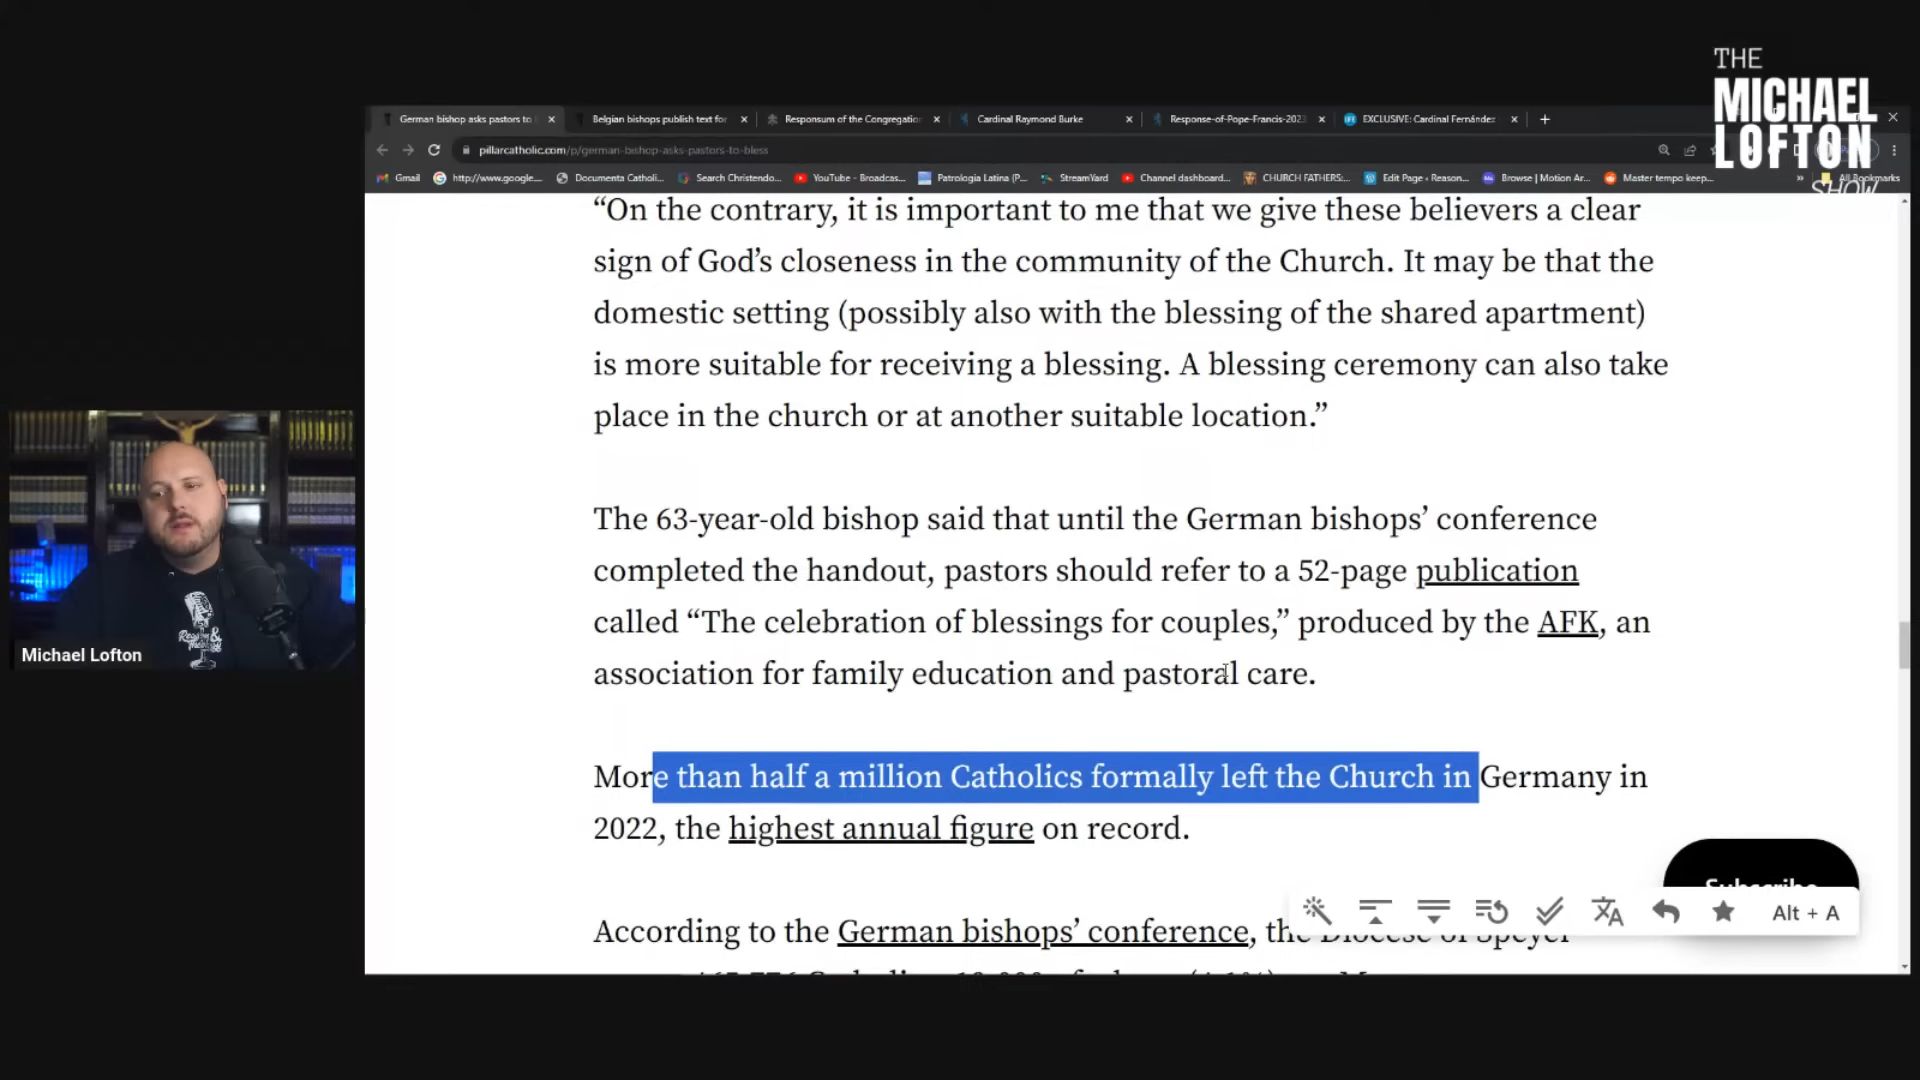 THE
MICHAEL
LOFTON
SHOW
German bishop asks pastors to
Belgian bishops publish text for
Responsum of the Congregation
Cardinal Raymond Burke
Response-of-Pope-Francis-2023
EXCLUSIVE: Cardinal Fernández
pillarcatholic.com/p/german-bishop-asks-pastors-to-bless
Gmail
http://www.google...
Documenta Catholi...
Search Christendo...
YouTube - Broadcas...
Patrologia Latina (P...
StreamYard
Channel dashboard...
CHURCH FATHERS:...
Edit Page ‹ Reason...
Browse | Motion Ar...
Master tempo keep...
All Bookmarks
“On the contrary, it is important to me that we give these believers a clear
sign of God’s closeness in the community of the Church. It may be that the
domestic setting (possibly also with the blessing of the shared apartment)
is more suitable for receiving a blessing. A blessing ceremony can also take
place in the church or at another suitable location.”
The 63-year-old bishop said that until the German bishops’ conference
completed the handout, pastors should refer to a 52-page publication
called “The celebration of blessings for couples,” produced by the AFK, an
association for family education and pastoral care.
More than half a million Catholics formally left the Church in Germany in
2022, the highest annual figure on record.
Subscribe
Alt + A
According to the German bishops’ conference, the Diocese of Speyer
Michael Lofton